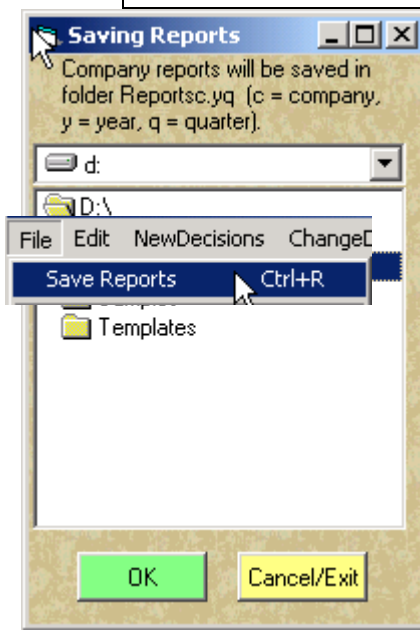 Saving Reports
Company reports will be saved in
folder Reportsc.yq (c = company,
y = year, q = quarter).
d:
D:\
File Edit NewDecisions
Save Reports Ctrl+R
Templates
OK Cancel/Exit